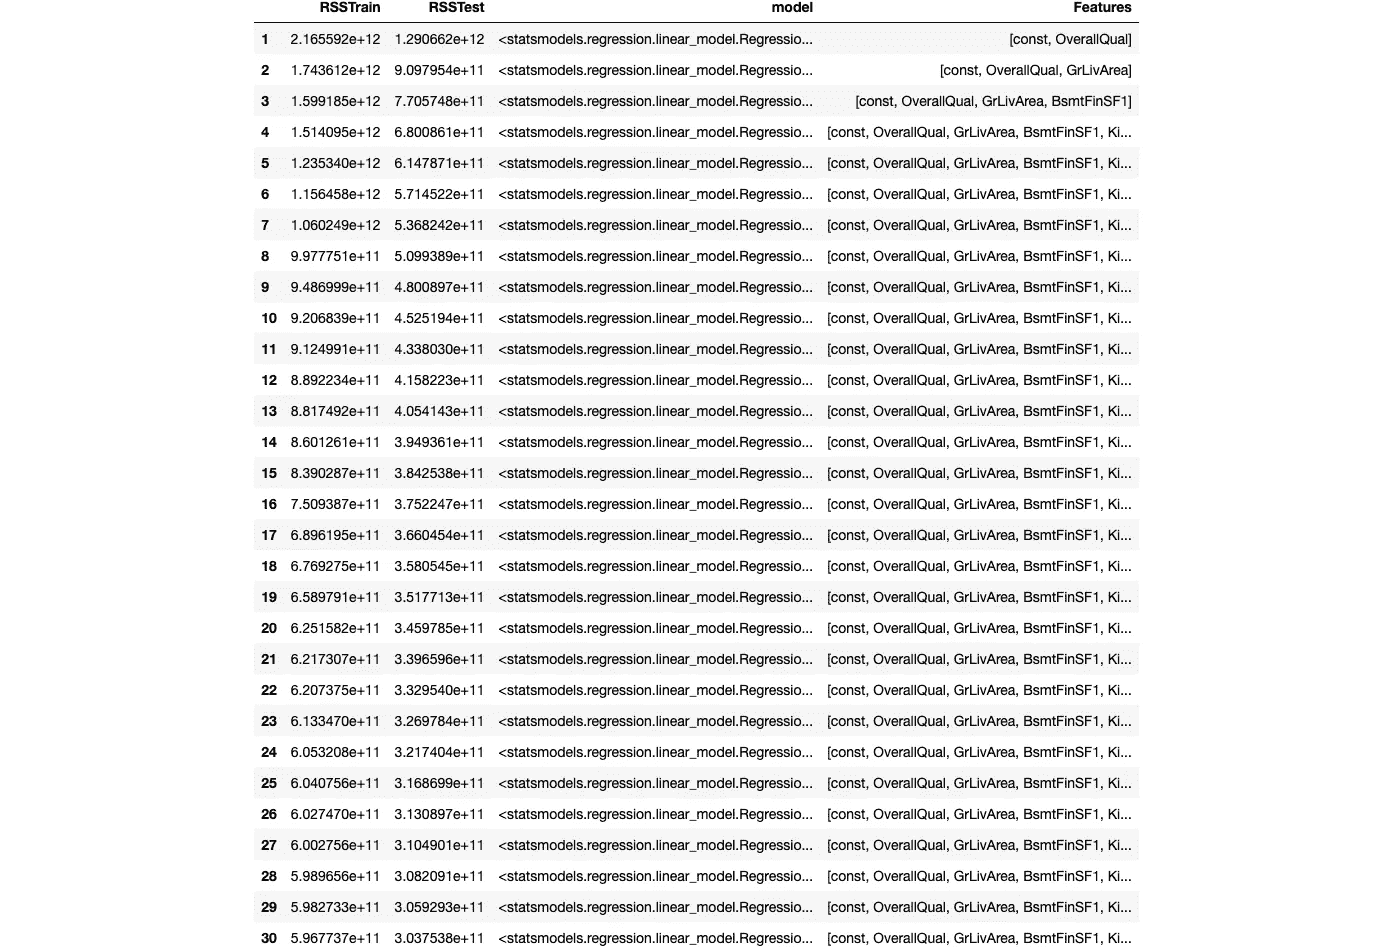 RSSTrain RSSTest model Features
1 2.165592e+12 1.290662e+12 <statsmodels.regression.linear_model.Regressio... [const, OverallQual]
2 1.743612e+12 9.097954e+11 <statsmodels.regression.linear_model.Regressio... [const, OverallQual, GrLivArea]
3 1.599185e+12 7.705748e+11 <statsmodels.regression.linear_model.Regressio... [const, OverallQual, GrLivArea, BsmtFinSF1]
4 1.514095e+12 6.800861e+11 <statsmodels.regression.linear_model.Regressio... [const, OverallQual, GrLivArea, BsmtFinSF1, Ki...
5 1.235340e+12 6.147871e+11 <statsmodels.regression.linear_model.Regressio... [const, OverallQual, GrLivArea, BsmtFinSF1, Ki...
6 1.156458e+12 5.714522e+11 <statsmodels.regression.linear_model.Regressio... [const, OverallQual, GrLivArea, BsmtFinSF1, Ki...
7 1.060249e+12 5.368242e+11 <statsmodels.regression.linear_model.Regressio... [const, OverallQual, GrLivArea, BsmtFinSF1, Ki...
8 9.977751e+11 5.099389e+11 <statsmodels.regression.linear_model.Regressio... [const, OverallQual, GrLivArea, BsmtFinSF1, Ki...
9 9.486999e+11 4.800897e+11 <statsmodels.regression.linear_model.Regressio... [const, OverallQual, GrLivArea, BsmtFinSF1, Ki...
10 9.206839e+11 4.525194e+11 <statsmodels.regression.linear_model.Regressio... [const, OverallQual, GrLivArea, BsmtFinSF1, Ki...
11 9.124991e+11 4.338030e+11 <statsmodels.regression.linear_model.Regressio... [const, OverallQual, GrLivArea, BsmtFinSF1, Ki...
12 8.892234e+11 4.158223e+11 <statsmodels.regression.linear_model.Regressio... [const, OverallQual, GrLivArea, BsmtFinSF1, Ki...
13 8.817492e+11 4.054143e+11 <statsmodels.regression.linear_model.Regressio... [const, OverallQual, GrLivArea, BsmtFinSF1, Ki...
14 8.601261e+11 3.949361e+11 <statsmodels.regression.linear_model.Regressio... [const, OverallQual, GrLivArea, BsmtFinSF1, Ki...
15 8.390287e+11 3.842538e+11 <statsmodels.regression.linear_model.Regressio... [const, OverallQual, GrLivArea, BsmtFinSF1, Ki...
16 7.509387e+11 3.752247e+11 <statsmodels.regression.linear_model.Regressio... [const, OverallQual, GrLivArea, BsmtFinSF1, Ki...
17 6.896195e+11 3.660454e+11 <statsmodels.regression.linear_model.Regressio... [const, OverallQual, GrLivArea, BsmtFinSF1, Ki...
18 6.769275e+11 3.580545e+11 <statsmodels.regression.linear_model.Regressio... [const, OverallQual, GrLivArea, BsmtFinSF1, Ki...
19 6.589791e+11 3.517713e+11 <statsmodels.regression.linear_model.Regressio... [const, OverallQual, GrLivArea, BsmtFinSF1, Ki...
20 6.251582e+11 3.459785e+11 <statsmodels.regression.linear_model.Regressio... [const, OverallQual, GrLivArea, BsmtFinSF1, Ki...
21 6.217307e+11 3.396596e+11 <statsmodels.regression.linear_model.Regressio... [const, OverallQual, GrLivArea, BsmtFinSF1, Ki...
22 6.207375e+11 3.329540e+11 <statsmodels.regression.linear_model.Regressio... [const, OverallQual, GrLivArea, BsmtFinSF1, Ki...
23 6.133470e+11 3.269784e+11 <statsmodels.regression.linear_model.Regressio... [const, OverallQual, GrLivArea, BsmtFinSF1, Ki...
24 6.053208e+11 3.217404e+11 <statsmodels.regression.linear_model.Regressio... [const, OverallQual, GrLivArea, BsmtFinSF1, Ki...
25 6.040756e+11 3.168699e+11 <statsmodels.regression.linear_model.Regressio... [const, OverallQual, GrLivArea, BsmtFinSF1, Ki...
26 6.027470e+11 3.130897e+11 <statsmodels.regression.linear_model.Regressio... [const, OverallQual, GrLivArea, BsmtFinSF1, Ki...
27 6.002756e+11 3.104901e+11 <statsmodels.regression.linear_model.Regressio... [const, OverallQual, GrLivArea, BsmtFinSF1, Ki...
28 5.989656e+11 3.082091e+11 <statsmodels.regression.linear_model.Regressio... [const, OverallQual, GrLivArea, BsmtFinSF1, Ki...
29 5.982733e+11 3.059293e+11 <statsmodels.regression.linear_model.Regressio... [const, OverallQual, GrLivArea, BsmtFinSF1, Ki...
30 5.967737e+11 3.037538e+11 <statsmodels.regression.linear_model.Regressio... [const, OverallQual, GrLivArea, BsmtFinSF1, Ki...